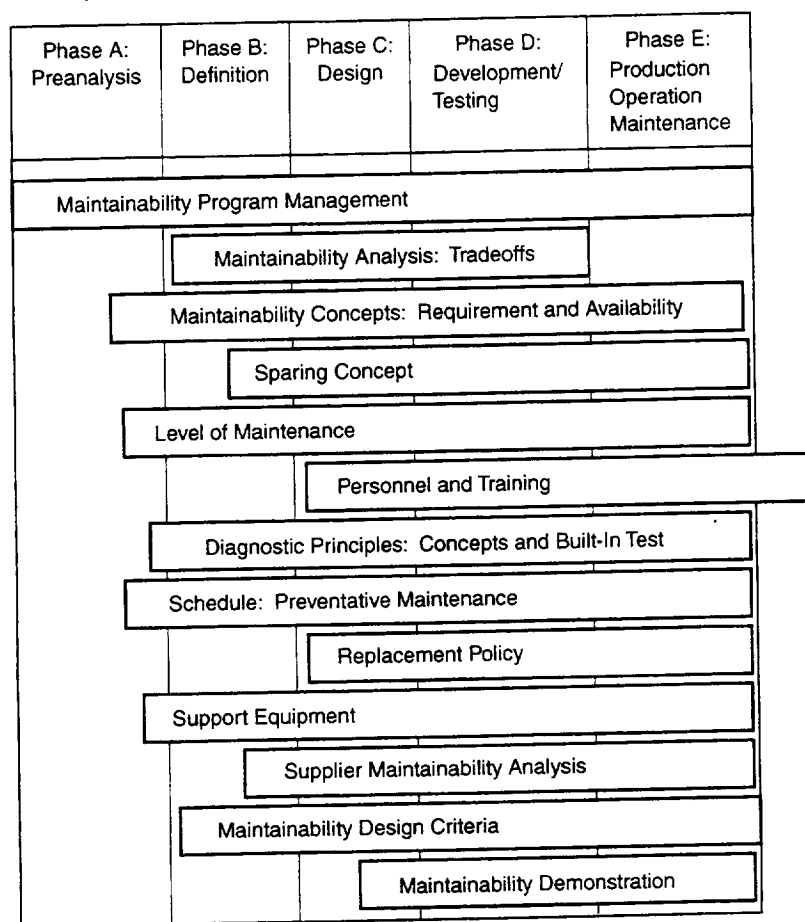 Phase A:
Preanalysis
Phase B:
Definition
Phase C:
Design
Phase D:
Development/
Testing
Phase E:
Production
Operation
Maintenance
Maintainability Program Management
Maintainability Analysis: Tradeoffs
Maintainability Concepts: Requirement and Availability
Sparing Concept
Level of Maintenance
Personnel and Training
Diagnostic Principles: Concepts and Built-In Test
Schedule: Preventative Maintenance
Replacement Policy
Support Equipment
Supplier Maintainability Analysis
Maintainability Design Criteria
Maintainability Demonstration